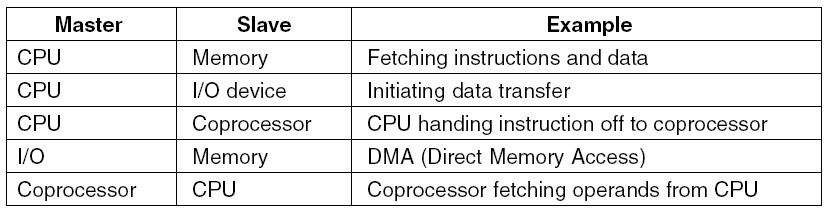 Master Slave Example
CPU Memory Fetching instructions and data
CPU I/O device Initiating data transfer
CPU Coprocessor CPU handing instruction off to coprocessor
I/O Memory DMA (Direct Memory Access)
Coprocessor CPU Coprocessor fetching operands from CPU